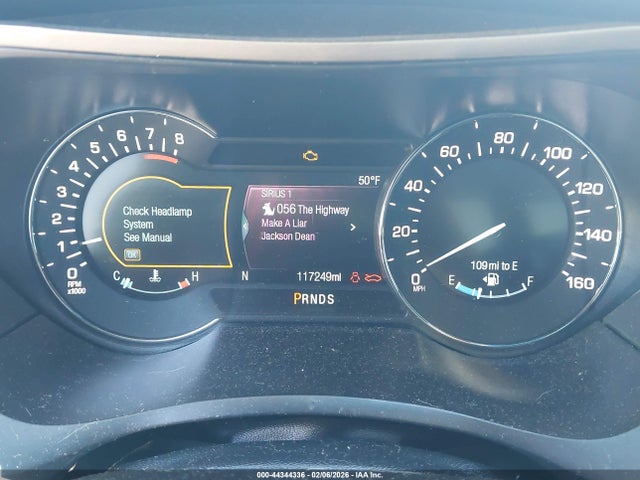 1
2
3
4
5
6
7
8
0
RPM
x1000
Check Headlamp
System
See Manual
OK
C H
50°F
SIRIUS 1
056 The Highway
Make A Liar
Jackson Dean
>
N 117249mi
PRNDS
0
20
40
60
80
100
120
140
160
MPH
109 mi to E
E F
000-44344336 | 02/06/2026 - COPART